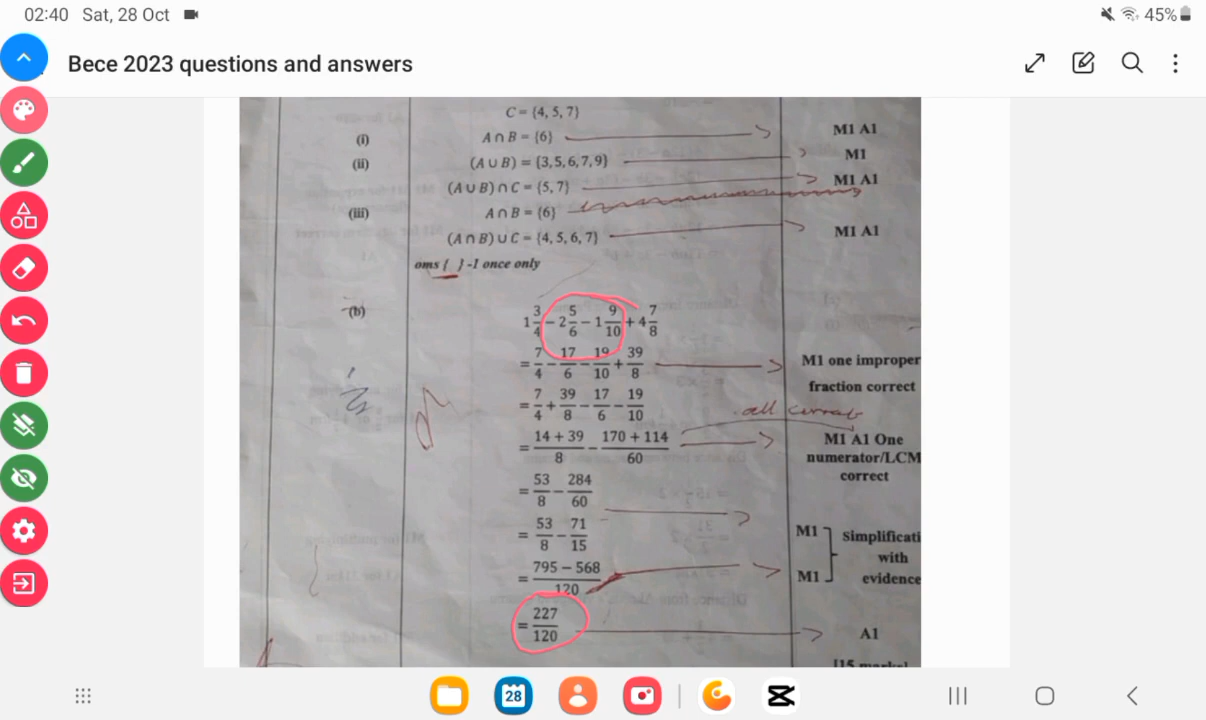 02:40 Sat, 28 Oct 45%
Bece 2023 questions and answers
C = {4, 5, 7}
(i) A ∩ B = {6} M1 A1
(ii) (A ∪ B) = {3, 5, 6, 7, 9} M1
(A ∪ B) ∩ C = {5, 7} M1 A1
(iii) A ∩ B = {6}
(A ∩ B) ∪ C = {4, 5, 6, 7} M1 A1
oms { } -1 once only
(b) 1 3/4 − 2 5/6 − 1 9/10 + 4 7/8
= 7/4 − 17/6 − 19/10 + 39/8 M1 one improper
fraction correct
= 7/4 + 39/8 − 17/6 − 19/10
all correct
= 14 + 39/8 − 170 + 114/60 M1 A1 One
numerator/LCM
correct
= 53/8 − 284/60
= 53/8 − 71/15 M1 Simplificati
with
= 795 − 568/120 M1 evidence
= 227/120 A1
28